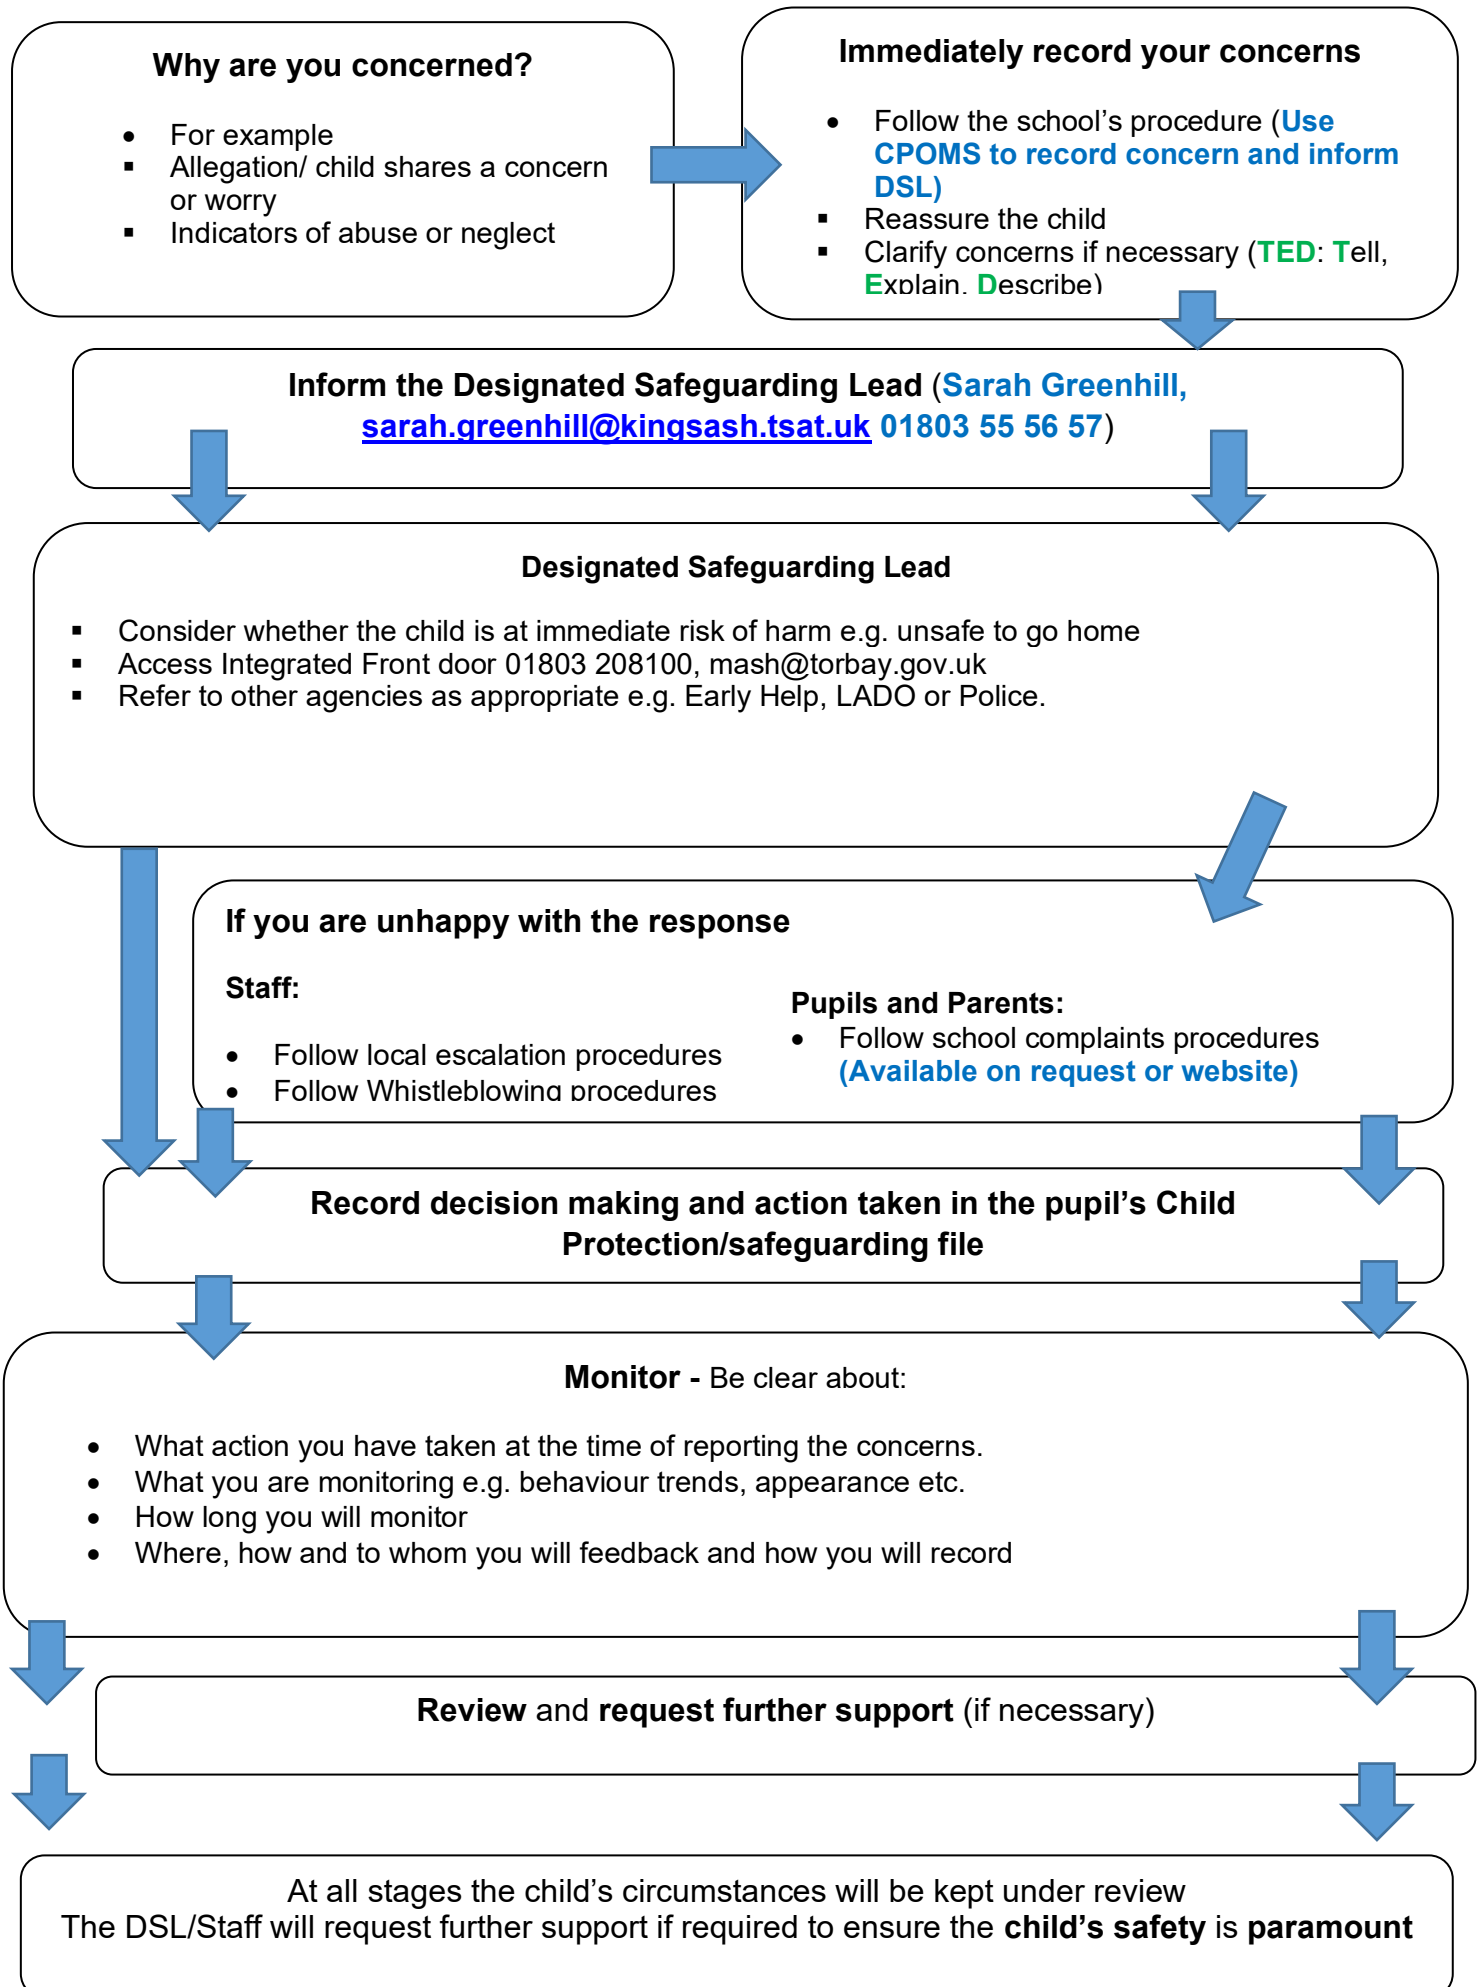 Why are you concerned?
• For example
▪ Allegation/ child shares a concern
or worry
▪ Indicators of abuse or neglect
Immediately record your concerns
• Follow the school’s procedure (Use
CPOMS to record concern and inform
DSL)
▪ Reassure the child
▪ Clarify concerns if necessary (TED: Tell,
Explain, Describe)
Inform the Designated Safeguarding Lead (Sarah Greenhill,
sarah.greenhill@kingsash.tsat.uk 01803 55 56 57)
Designated Safeguarding Lead
▪ Consider whether the child is at immediate risk of harm e.g. unsafe to go home
▪ Access Integrated Front door 01803 208100, mash@torbay.gov.uk
▪ Refer to other agencies as appropriate e.g. Early Help, LADO or Police.
If you are unhappy with the response
Staff:
• Follow local escalation procedures
• Follow Whistleblowing procedures
Pupils and Parents:
• Follow school complaints procedures
(Available on request or website)
Record decision making and action taken in the pupil’s Child
Protection/safeguarding file
Monitor - Be clear about:
• What action you have taken at the time of reporting the concerns.
• What you are monitoring e.g. behaviour trends, appearance etc.
• How long you will monitor
• Where, how and to whom you will feedback and how you will record
Review and request further support (if necessary)
At all stages the child’s circumstances will be kept under review
The DSL/Staff will request further support if required to ensure the child’s safety is paramount